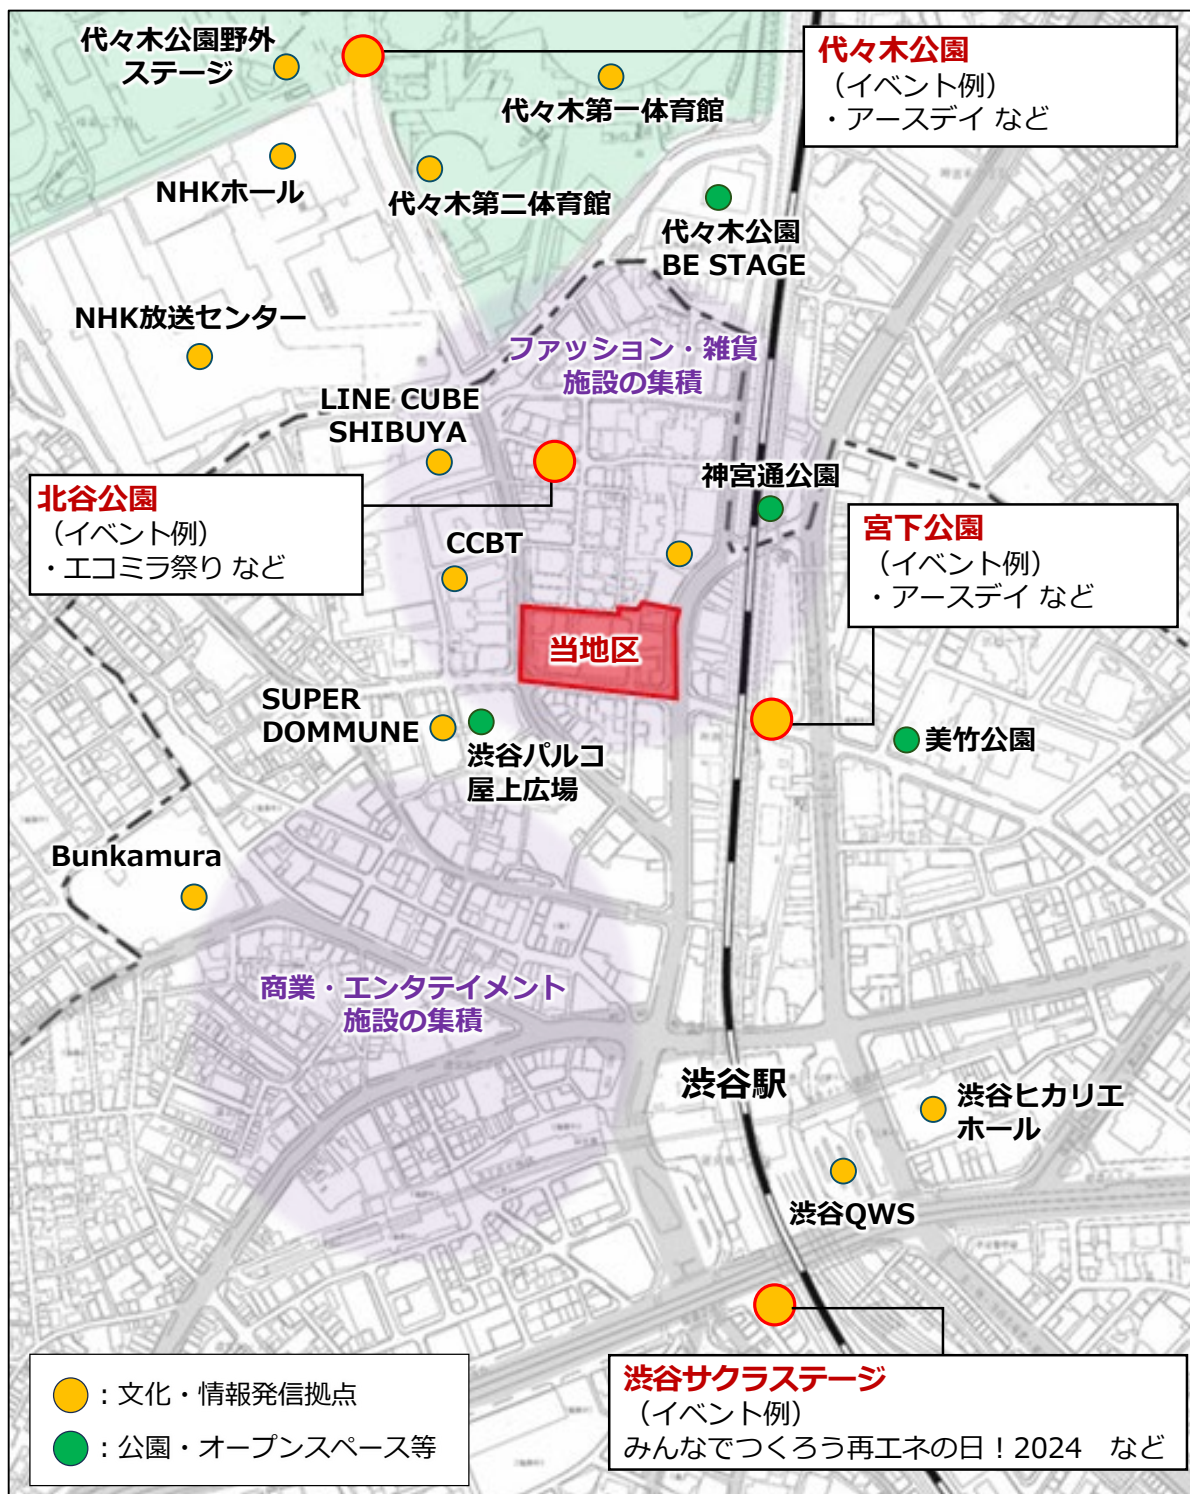 代々木公園野外
ステージ
代々木公園
（イベント例）
・アースデイ など
代々木第一体育館
NHKホール
代々木第二体育館
代々木公園
BE STAGE
NHK放送センター
ファッション・雑貨
施設の集積
LINE CUBE
SHIBUYA
神宮通公園
北谷公園
（イベント例）
・エコミラ祭り など
CCBT
宮下公園
（イベント例）
・アースデイ など
当地区
SUPER
DOMMUNE
渋谷パルコ
屋上広場
美竹公園
Bunkamura
商業・エンタテイメント
施設の集積
渋谷駅
渋谷ヒカリエ
ホール
渋谷QWS
渋谷サクラステージ
（イベント例）
みんなでつくろう再エネの日！2024　など
：文化・情報発信拠点
：公園・オープンスペース等